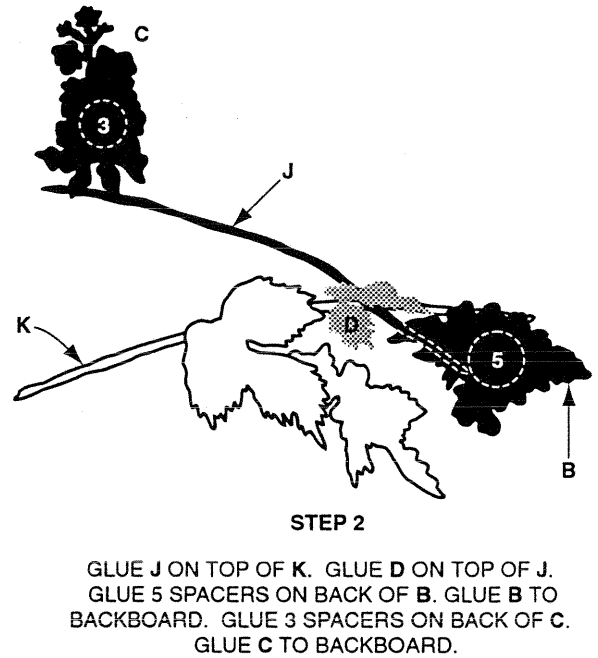 C
3
J
D
K
5
B
STEP 2
GLUE J ON TOP OF K. GLUE D ON TOP OF J.
GLUE 5 SPACERS ON BACK OF B. GLUE B TO
BACKBOARD. GLUE 3 SPACERS ON BACK OF C.
GLUE C TO BACKBOARD.